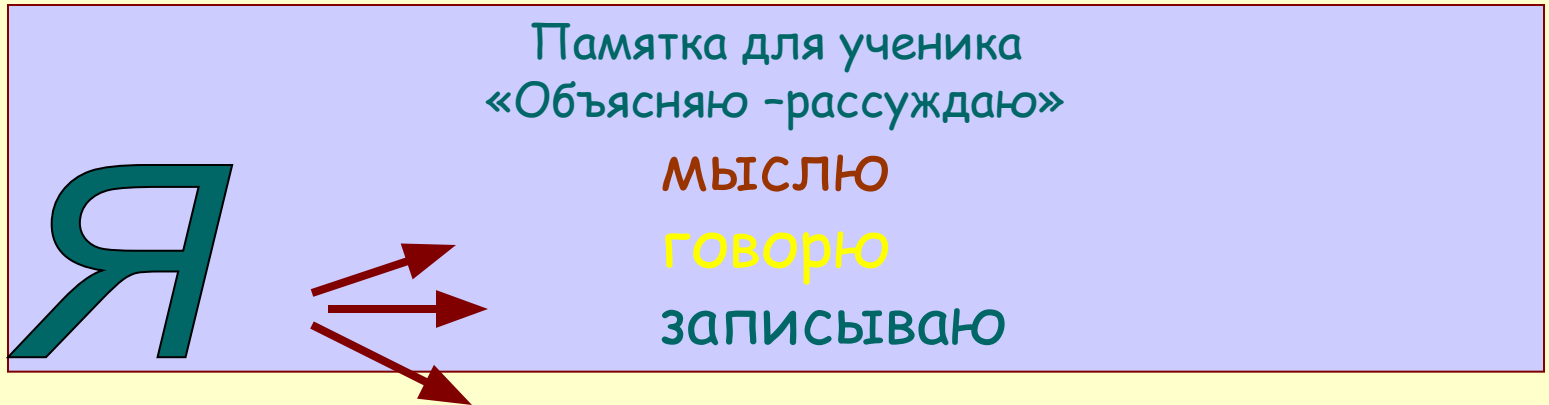 Памятка для ученика
«Объясняю –рассуждаю»
мыслю
Я
говорю
записываю